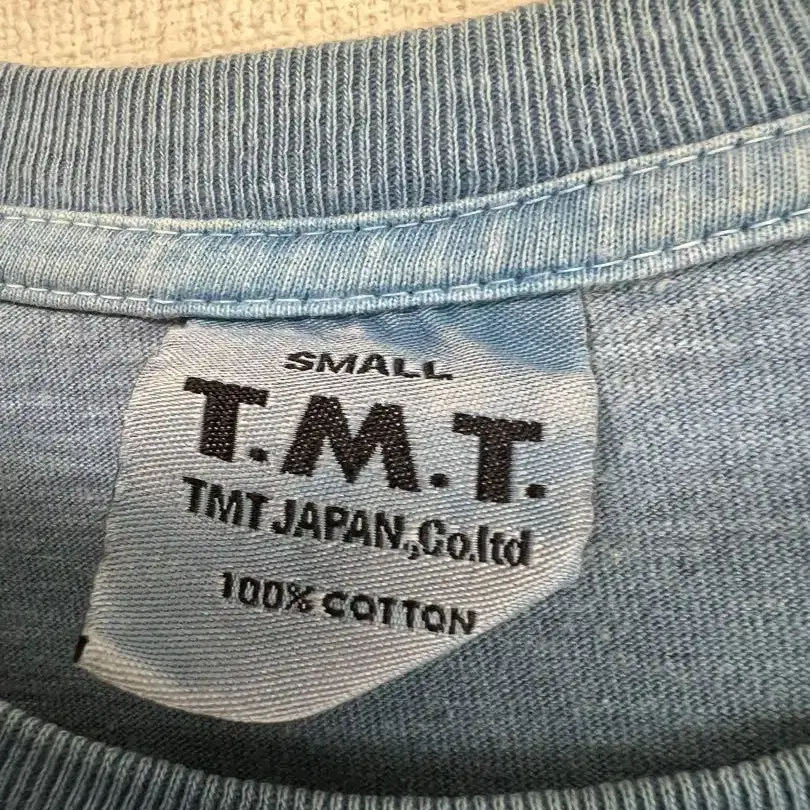 SMALL
T.M.T.
TMT JAPAN.,Co.ltd
100% COTTON